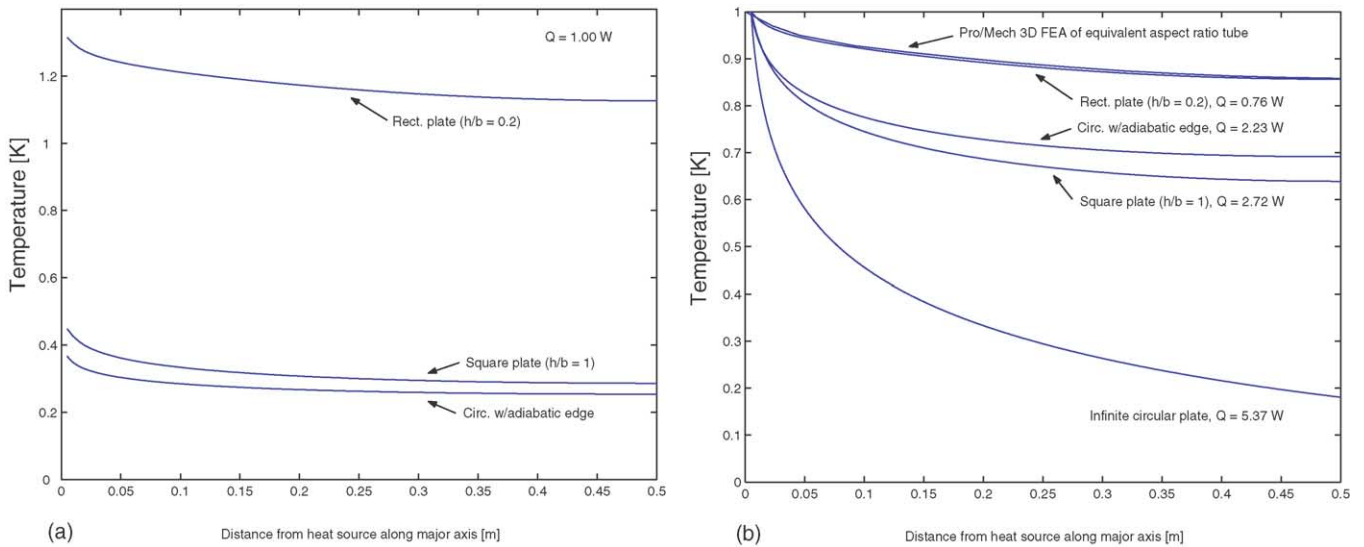 Q = 1.00 W
1.2
1
0.8
0.6
0.4
0.2
0
Temperature [K]
Rect. plate (h/b = 0.2)
Square plate (h/b = 1)
Circ. w/adiabatic edge
0 0.05 0.1 0.15 0.2 0.25 0.3 0.35 0.4 0.45 0.5
(a)
Distance from heat source along major axis [m]
1
0.9
0.8
0.7
0.6
0.5
0.4
0.3
0.2
0.1
0
Temperature [K]
Pro/Mech 3D FEA of equivalent aspect ratio tube
Rect. plate (h/b = 0.2), Q = 0.76 W
Circ. w/adiabatic edge, Q = 2.23 W
Square plate (h/b = 1), Q = 2.72 W
Infinite circular plate, Q = 5.37 W
0 0.05 0.1 0.15 0.2 0.25 0.3 0.35 0.4 0.45 0.5
(b)
Distance from heat source along major axis [m]